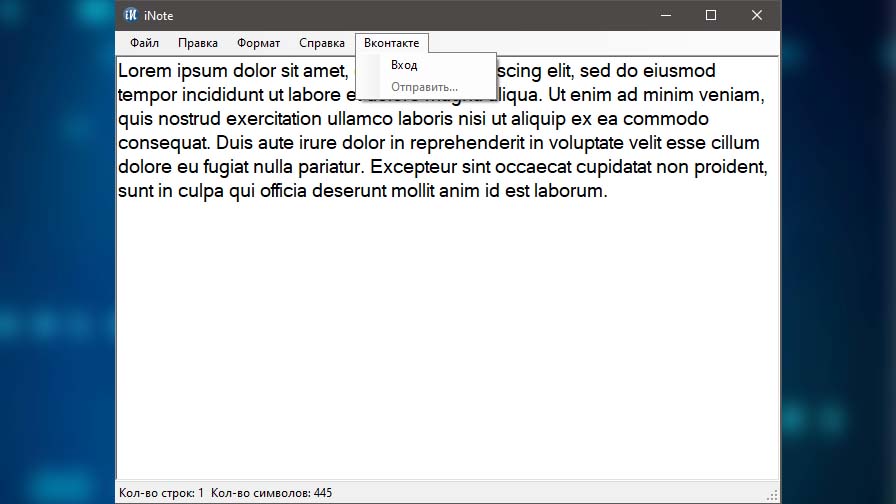 iN iNote
Файл Правка Формат Справка Вконтакте
Вход
Отправить...
Lorem ipsum dolor sit amet, scing elit, sed do eiusmod
tempor incididunt ut labore et dolore magna aliqua. Ut enim ad minim veniam,
quis nostrud exercitation ullamco laboris nisi ut aliquip ex ea commodo
consequat. Duis aute irure dolor in reprehenderit in voluptate velit esse cillum
dolore eu fugiat nulla pariatur. Excepteur sint occaecat cupidatat non proident,
sunt in culpa qui officia deserunt mollit anim id est laborum.
Кол-во строк: 1 Кол-во символов: 445